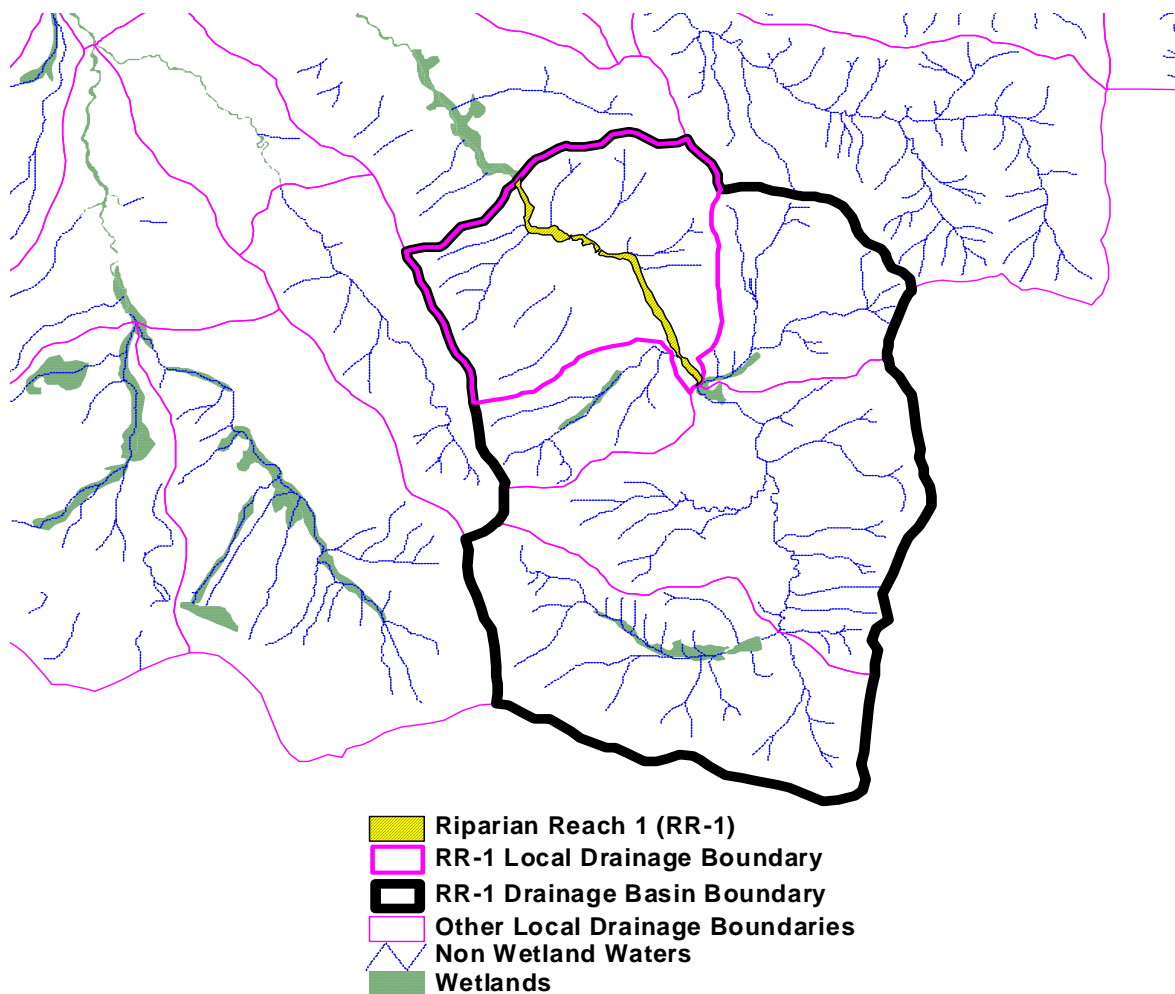 Riparian Reach 1 (RR-1)
RR-1 Local Drainage Boundary
RR-1 Drainage Basin Boundary
Other Local Drainage Boundaries
Non Wetland Waters
Wetlands